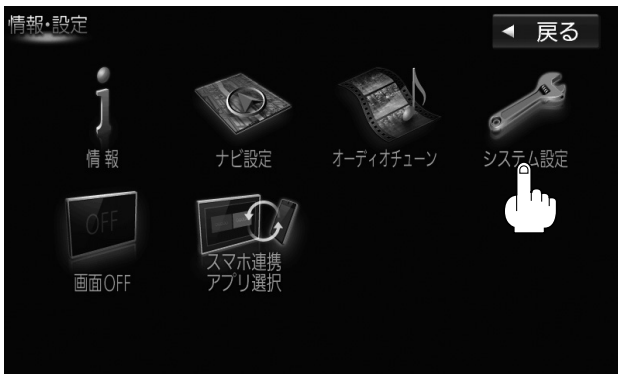 情報・設定
戻る
情報
ナビ設定
オーディオチューン
システム設定
OFF
画面OFF
スマホ連携
アプリ選択